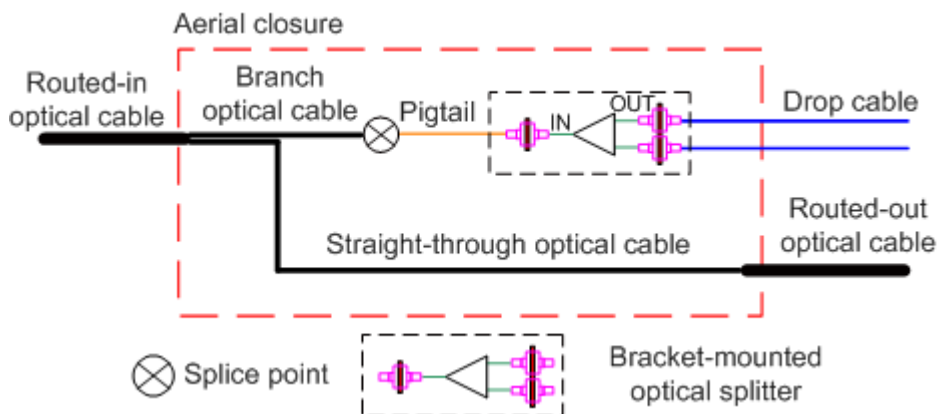 Aerial closure
Routed-in
optical cable
Branch
optical cable
Pigtail
IN
OUT
Drop cable
Straight-through optical cable
Routed-out
optical cable
Splice point
Bracket-mounted
optical splitter